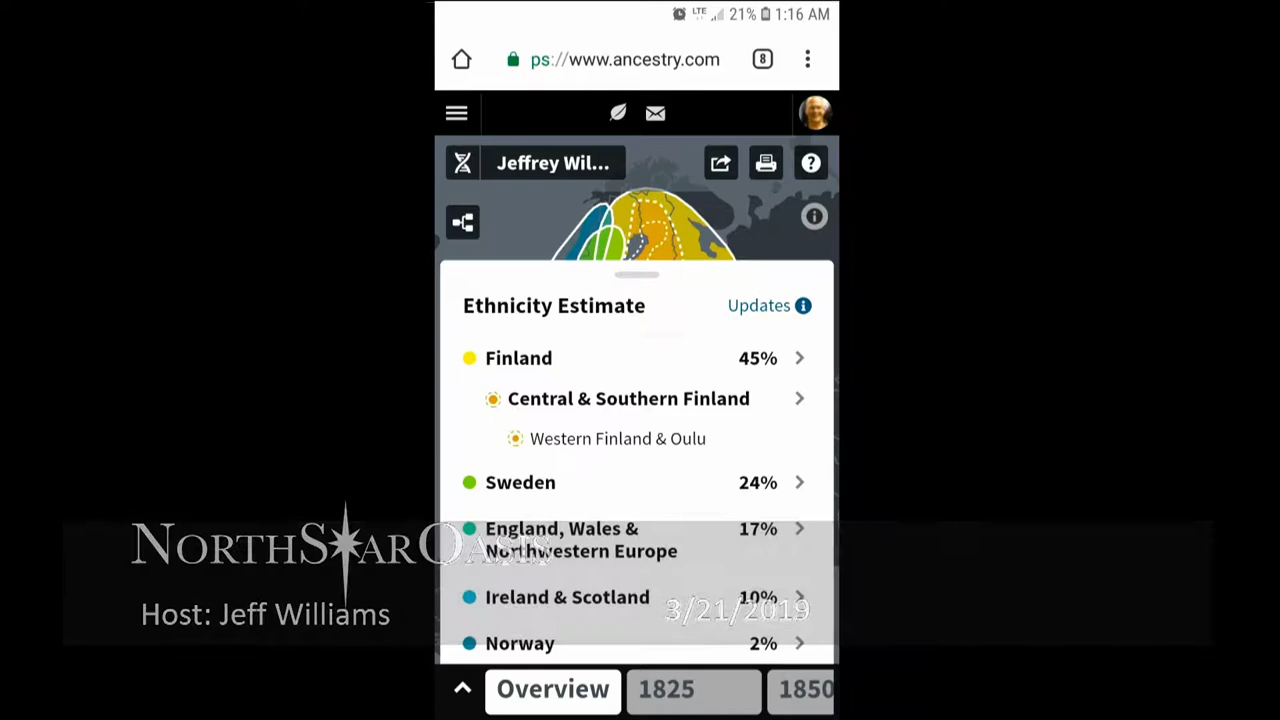 LTE 21% 1:16 AM
ps://www.ancestry.com 8
Jeffrey Wil...
Ethnicity Estimate Updates
Finland 45%
Central & Southern Finland
Western Finland & Oulu
Sweden 24%
England, Wales & 17%
Northwestern Europe
NORTHSTAROASIS
Ireland & Scotland 10%
Host: Jeff Williams 3/21/2019
Norway 2%
Overview 1825 1850